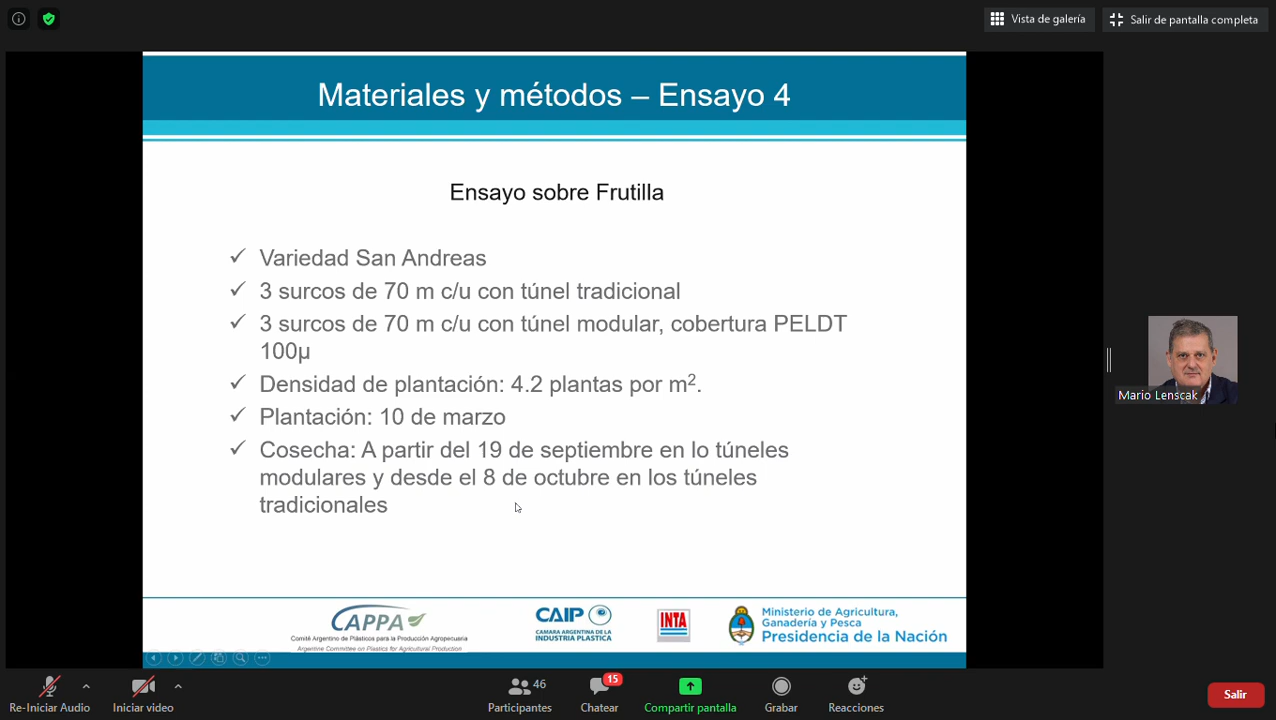 Vista de galería
Salir de pantalla completa
Materiales y métodos – Ensayo 4
Ensayo sobre Frutilla
✓ Variedad San Andreas
✓ 3 surcos de 70 m c/u con túnel tradicional
✓ 3 surcos de 70 m c/u con túnel modular, cobertura PELDT
100µ
✓ Densidad de plantación: 4.2 plantas por m².
✓ Plantación: 10 de marzo
✓ Cosecha: A partir del 19 de septiembre en lo túneles
modulares y desde el 8 de octubre en los túneles
tradicionales
Mario Lenscak
CAPPA
Comité Argentino de Plásticos para la Producción Agropecuaria
Argentine Committee on Plastics for Agricultural Production
CAIP
CAMARA ARGENTINA DE LA
INDUSTRIA PLASTICA
INTA
Ministerio de Agricultura,
Ganadería y Pesca
Presidencia de la Nación
Re-Iniciar Audio
Iniciar video
46
Participantes
15
Chatear
Compartir pantalla
Grabar
Reacciones
Salir